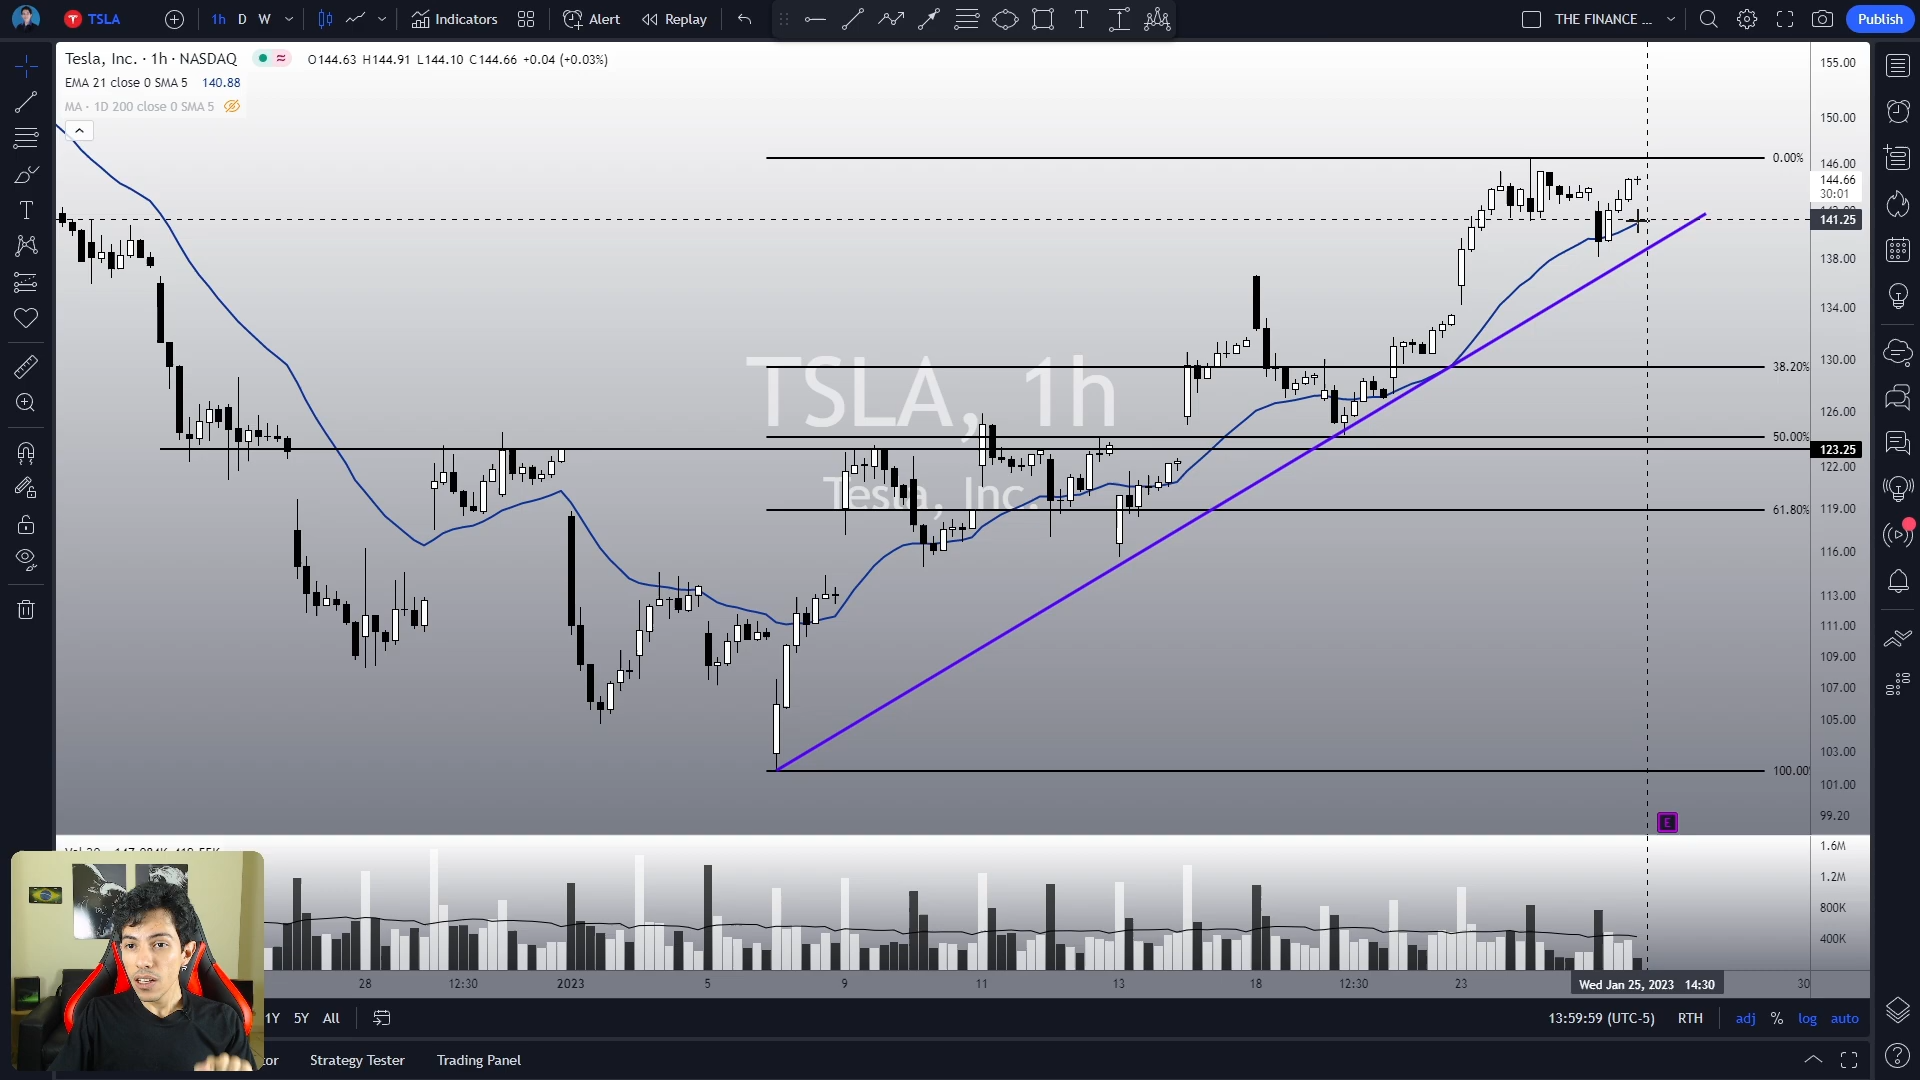 TSLA 1h D W Indicators Alert Replay THE FINANCE ... Publish
Tesla, Inc. · 1h · NASDAQ O144.63 H144.91 L144.10 C144.66 +0.04 (+0.03%)
EMA 21 close 0 SMA 5 140.88
MA · 1D 200 close 0 SMA 5
155.00
150.00
0.00%
146.00
144.66
30:01
141.25
138.00
134.00
130.00
38.20%
TSLA, 1h
126.00
50.00%
123.25
122.00
Tesla, Inc.
61.80%
119.00
116.00
113.00
111.00
109.00
107.00
105.00
103.00
100.00
101.00
99.20
E
1.6M
1.2M
800K
400K
28 12:30 2023 5 9 11 13 18 12:30 23 Wed Jan 25, 2023 14:30 30
1Y 5Y All 13:59:59 (UTC-5) RTH adj % log auto
tor Strategy Tester Trading Panel